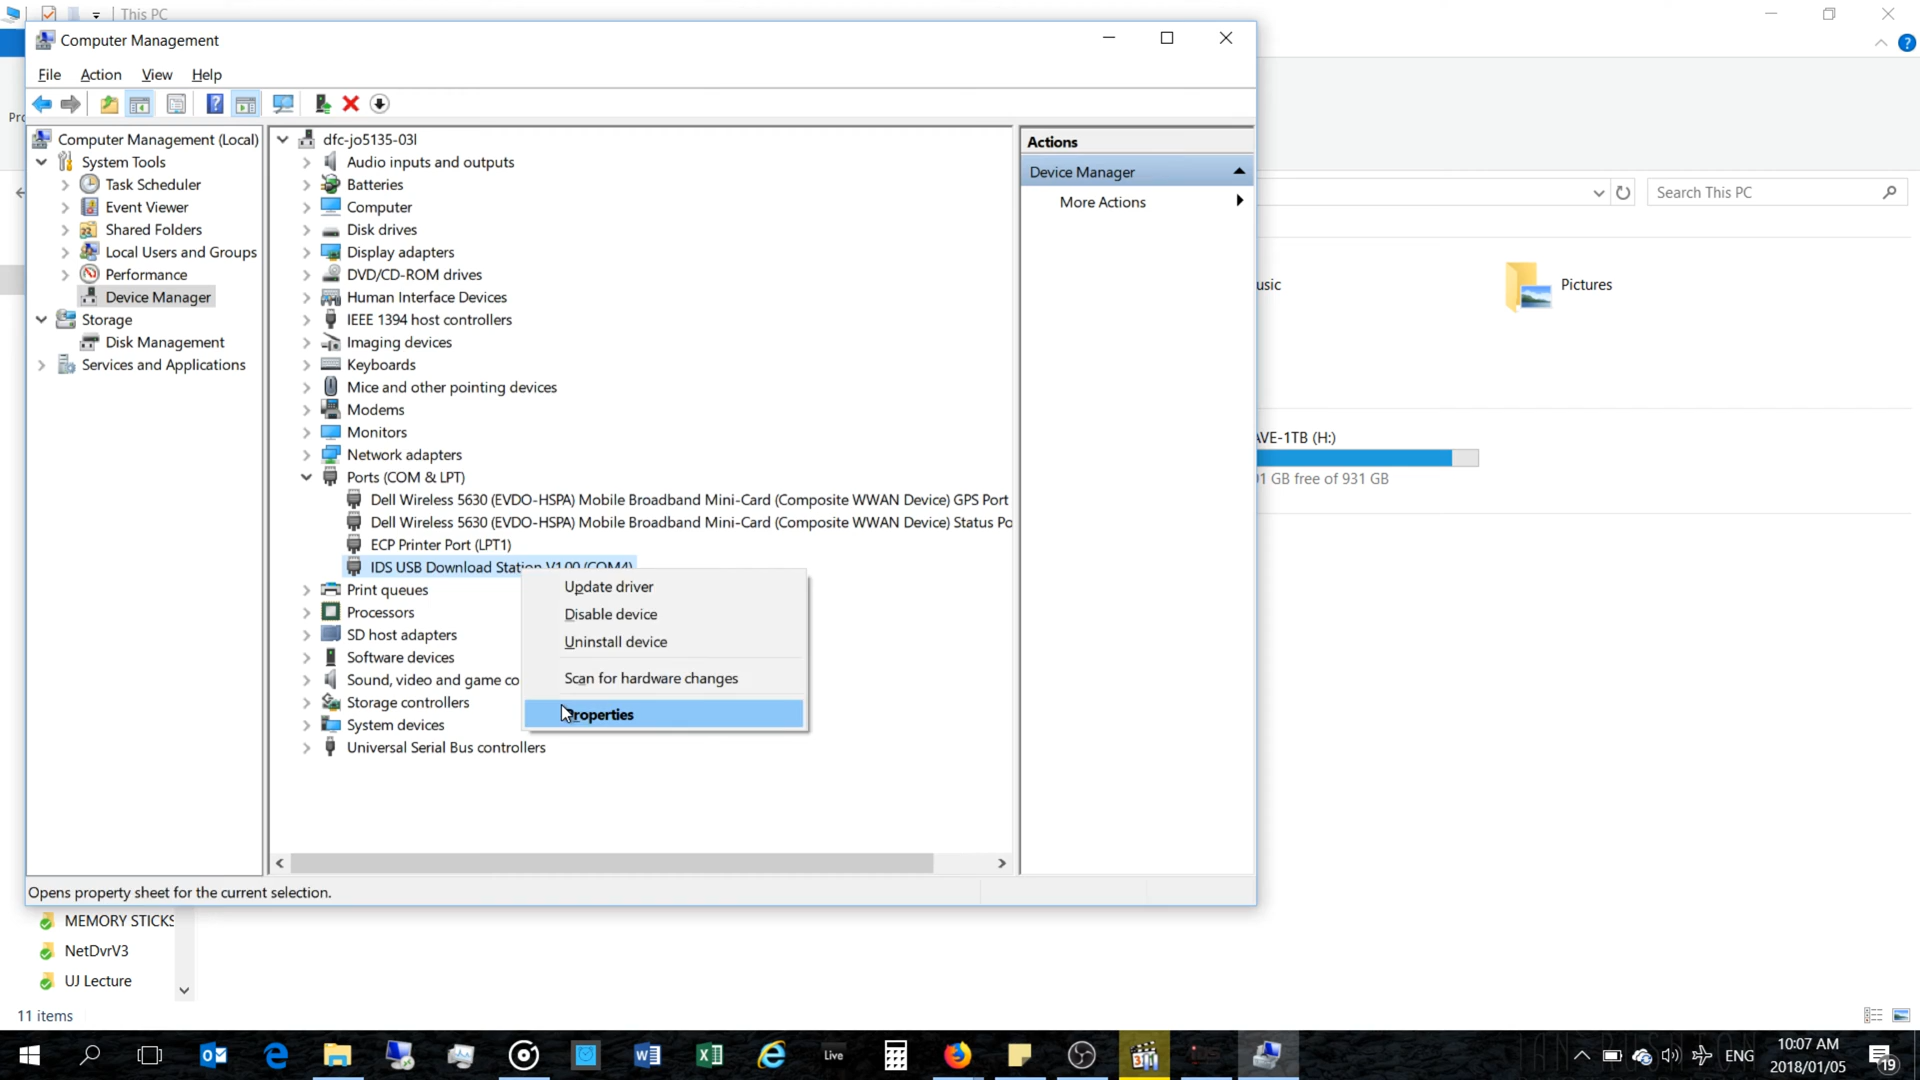 This PC
Computer Management
File Action View Help
Computer Management (Local)
System Tools
Task Scheduler
Event Viewer
Shared Folders
Local Users and Groups
Performance
Device Manager
Storage
Disk Management
Services and Applications
dfc-jo5135-03l
Audio inputs and outputs
Batteries
Computer
Disk drives
Display adapters
DVD/CD-ROM drives
Human Interface Devices
IEEE 1394 host controllers
Imaging devices
Keyboards
Mice and other pointing devices
Modems
Monitors
Network adapters
Ports (COM & LPT)
Dell Wireless 5630 (EVDO-HSPA) Mobile Broadband Mini-Card (Composite WWAN Device) GPS Port
Dell Wireless 5630 (EVDO-HSPA) Mobile Broadband Mini-Card (Composite WWAN Device) Status Po
ECP Printer Port (LPT1)
IDS USB Download Station V1.00 (COM4)
Print queues
Processors
SD host adapters
Software devices
Sound, video and game co
Storage controllers
System devices
Universal Serial Bus controllers
Update driver
Disable device
Uninstall device
Scan for hardware changes
Properties
Actions
Device Manager
More Actions
Opens property sheet for the current selection.
Search This PC
usic
Pictures
AVE-1TB (H:)
1 GB free of 931 GB
MEMORY STICKS
NetDvrV3
UJ Lecture
11 items
Live
ENG
10:07 AM
2018/01/05
19